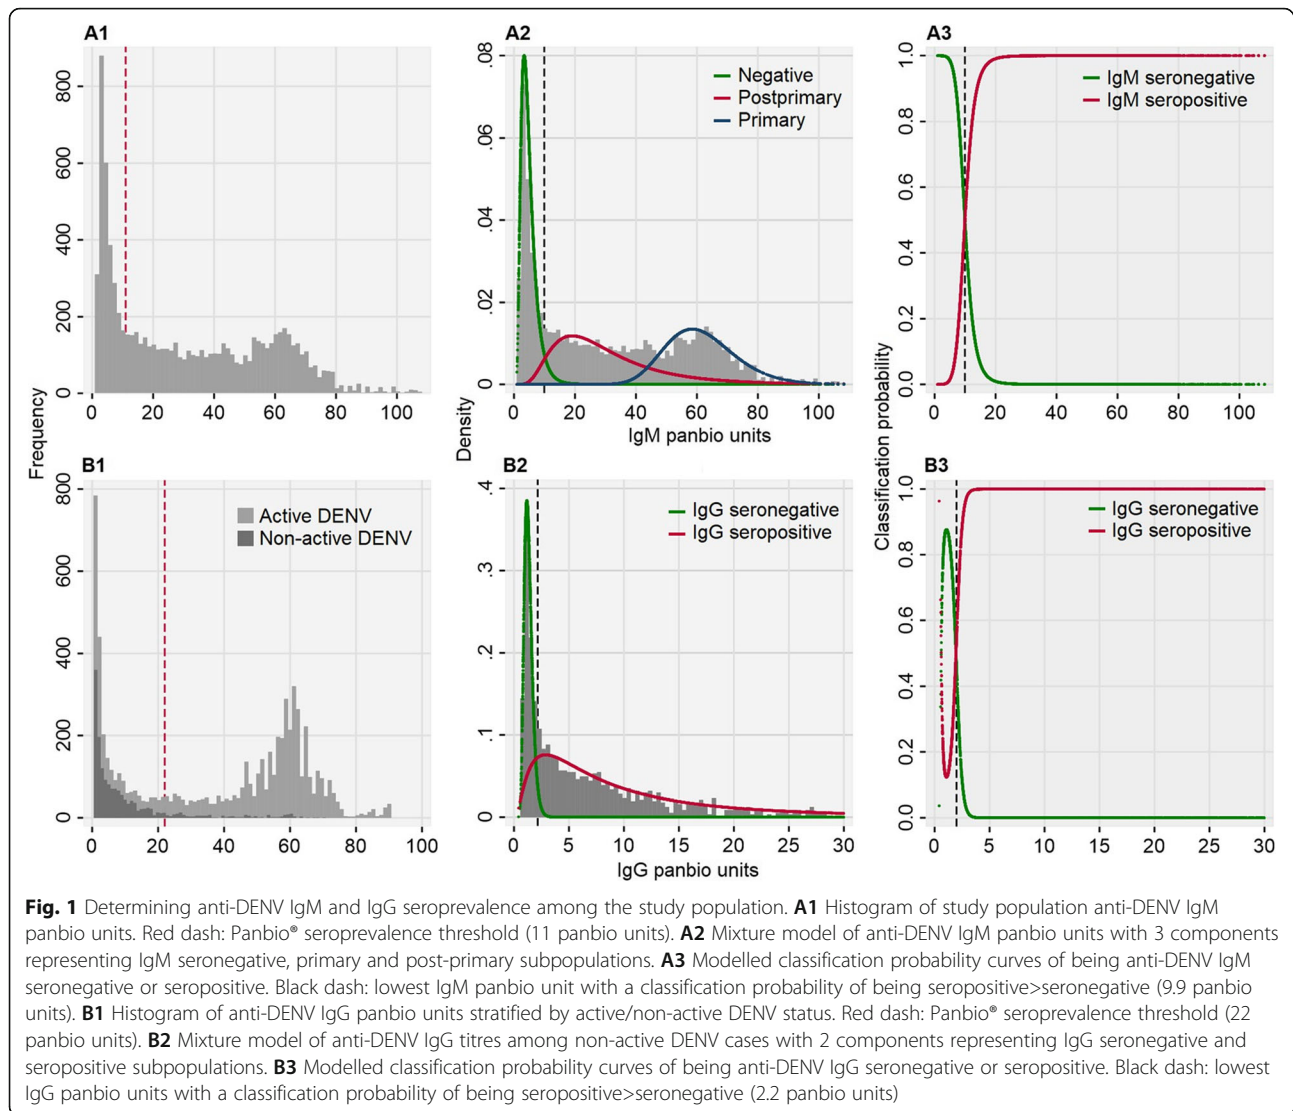 A1
800
600
400
200
0
0 20 40 60 80 100
Frequency
A2
.08
.06
.04
.02
0
Negative
Postprimary
Primary
0 20 40 60 80 100
IgM panbio units
Density
A3
1.0
0.8
0.6
0.4
0.2
0.0
IgM seronegative
IgM seropositive
0 20 40 60 80 100
Classification probability
B1
800
600
400
200
0
Active DENV
Non-active DENV
0 20 40 60 80 100
B2
.4
.3
.2
.1
0
IgG seronegative
IgG seropositive
0 5 10 15 20 25 30
IgG panbio units
B3
1.0
0.8
0.6
0.4
0.2
0.0
IgG seronegative
IgG seropositive
0 5 10 15 20 25 30
Fig. 1 Determining anti-DENV IgM and IgG seroprevalence among the study population. A1 Histogram of study population anti-DENV IgM
panbio units. Red dash: Panbio® seroprevalence threshold (11 panbio units). A2 Mixture model of anti-DENV IgM panbio units with 3 components
representing IgM seronegative, primary and post-primary subpopulations. A3 Modelled classification probability curves of being anti-DENV IgM
seronegative or seropositive. Black dash: lowest IgM panbio unit with a classification probability of being seropositive>seronegative (9.9 panbio
units). B1 Histogram of anti-DENV IgG panbio units stratified by active/non-active DENV status. Red dash: Panbio® seroprevalence threshold (22
panbio units). B2 Mixture model of anti-DENV IgG titres among non-active DENV cases with 2 components representing IgG seronegative and
seropositive subpopulations. B3 Modelled classification probability curves of being anti-DENV IgG seronegative or seropositive. Black dash: lowest
IgG panbio units with a classification probability of being seropositive>seronegative (2.2 panbio units)